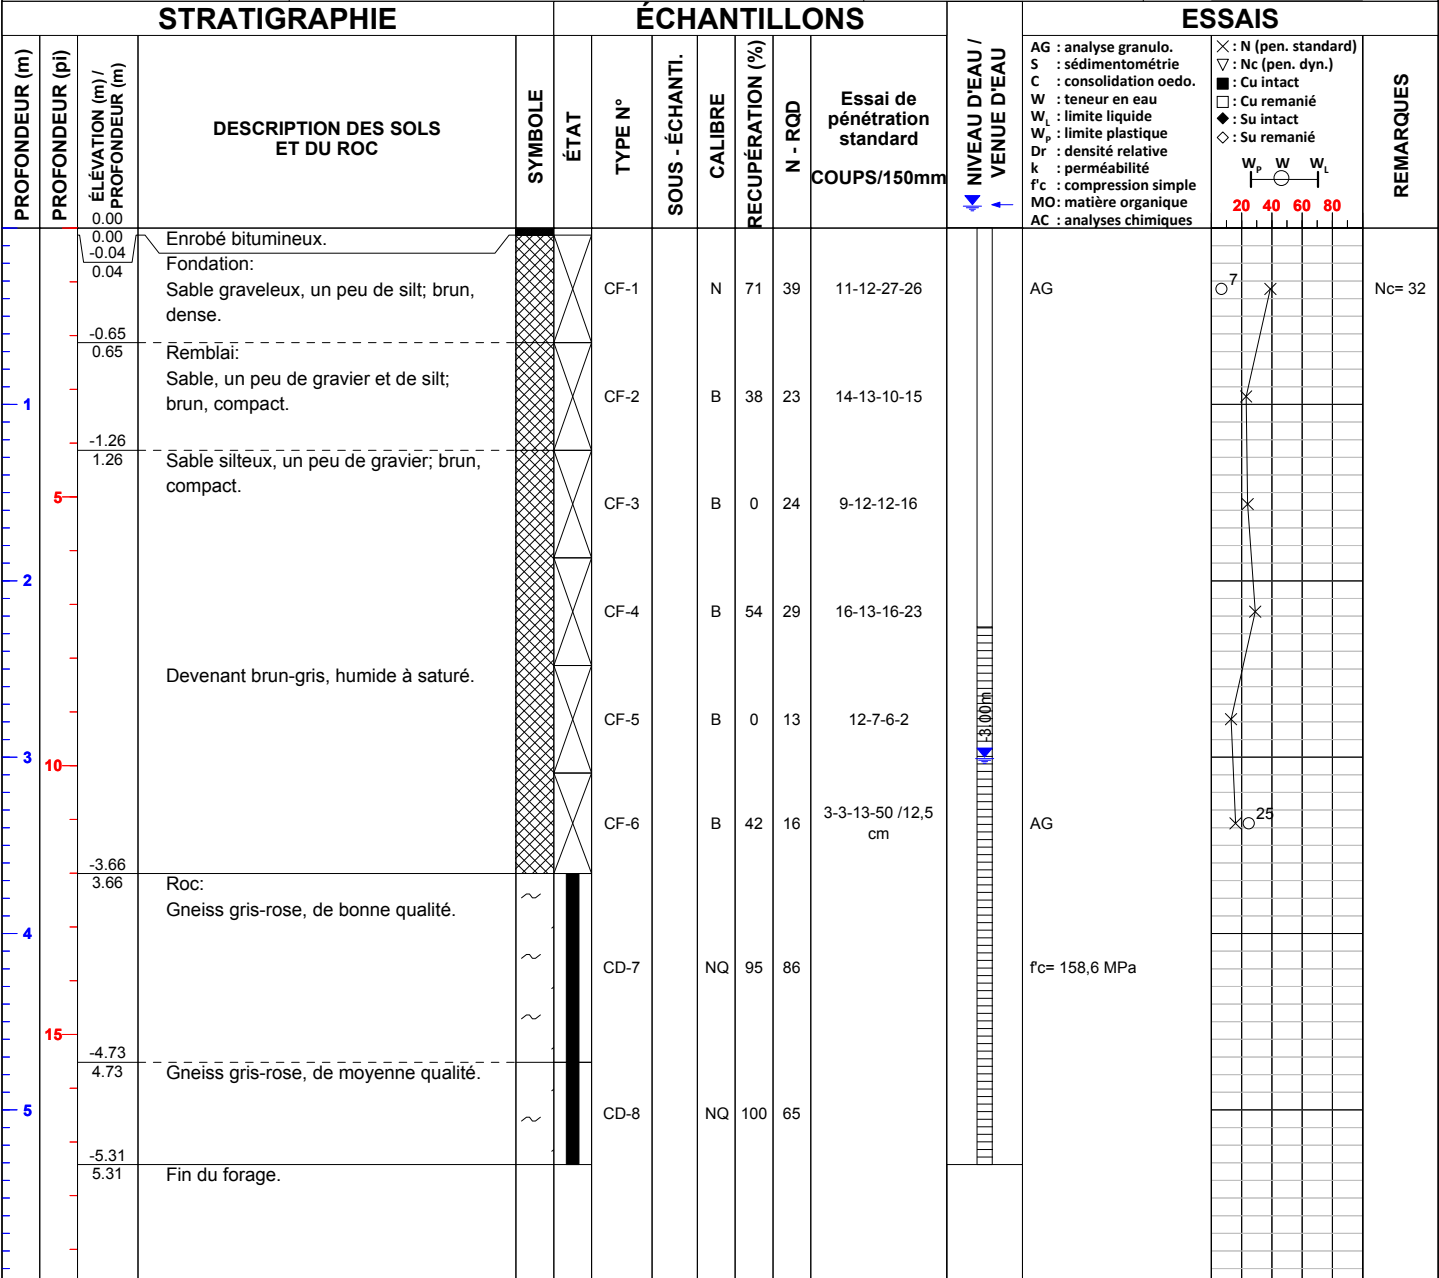 STRATIGRAPHIE
ÉCHANTILLONS
ESSAIS
PROFONDEUR (m)
PROFONDEUR (pi)
ÉLÉVATION (m) /
PROFONDEUR (m)
0.00
DESCRIPTION DES SOLS
ET DU ROC
SYMBOLE
ÉTAT
TYPE N°
SOUS - ÉCHANTI.
CALIBRE
RECUPÉRATION (%)
N - RQD
Essai de
pénétration
standard
COUPS/150mm
NIVEAU D'EAU /
VENUE D'EAU
AG : analyse granulo.
S : sédimentométrie
C : consolidation oedo.
W : teneur en eau
WL : limite liquide
WP : limite plastique
Dr : densité relative
k : perméabilité
f'c : compression simple
MO: matière organique
AC : analyses chimiques
X : N (pen. standard)
▽ : Nc (pen. dyn.)
■ : Cu intact
□ : Cu remanié
◆ : Su intact
◇ : Su remanié
WP W WL
20 40 60 80
REMARQUES
0.00 Enrobé bitumineux.
-0.04
0.04 Fondation:
Sable graveleux, un peu de silt; brun,
dense.
CF-1 N 71 39 11-12-27-26 AG 7 Nc= 32
-0.65
0.65 Remblai:
Sable, un peu de gravier et de silt;
brun, compact.
CF-2 B 38 23 14-13-10-15
1
-1.26
1.26 Sable silteux, un peu de gravier; brun,
compact.
5
CF-3 B 0 24 9-12-12-16
2
CF-4 B 54 29 16-13-16-23
Devenant brun-gris, humide à saturé.
CF-5 B 0 13 12-7-6-2
-3.00m
3
10
CF-6 B 42 16 3-3-13-50 /12,5
cm
AG 25
-3.66
3.66 Roc:
Gneiss gris-rose, de bonne qualité.
4
CD-7 NQ 95 86 f'c= 158,6 MPa
15
-4.73
4.73 Gneiss gris-rose, de moyenne qualité.
5
CD-8 NQ 100 65
-5.31
5.31 Fin du forage.